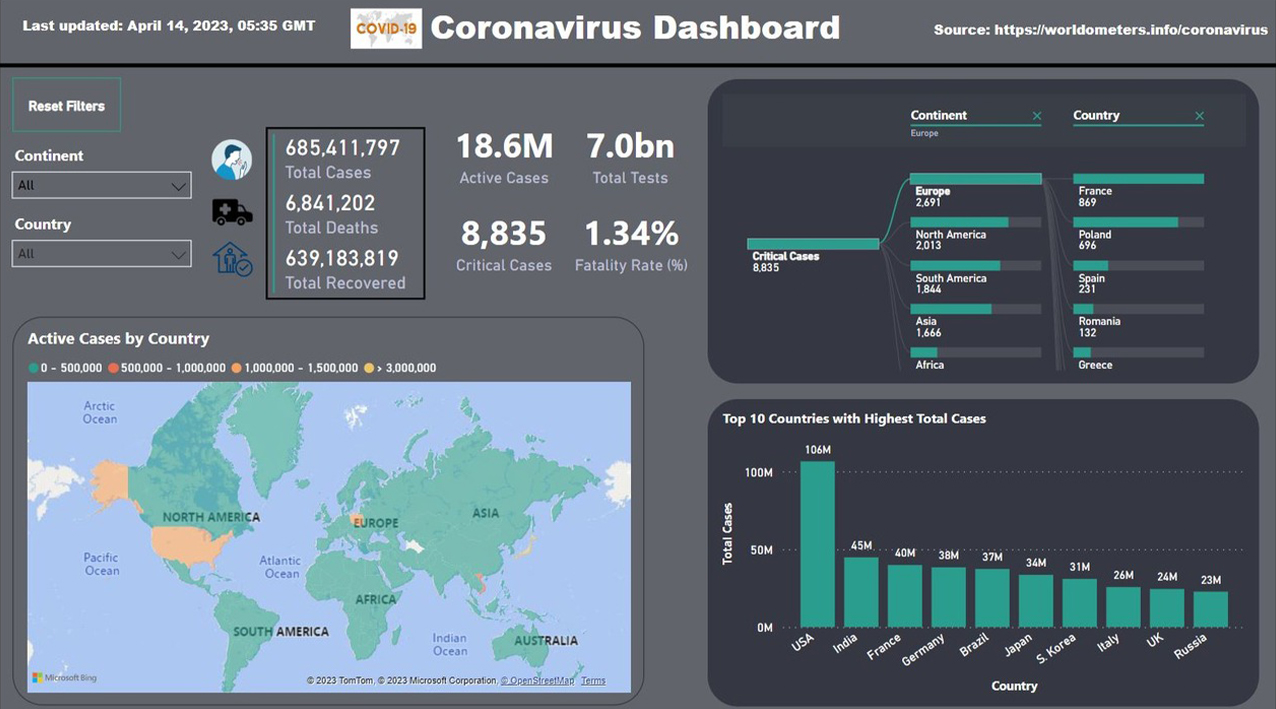 Last updated: April 14, 2023, 05:35 GMT
COVID-19
Coronavirus Dashboard
Source: https://worldometers.info/coronavirus
Reset Filters
Continent
All
Country
All
685,411,797
Total Cases
6,841,202
Total Deaths
639,183,819
Total Recovered
18.6M
Active Cases
7.0bn
Total Tests
8,835
Critical Cases
1.34%
Fatality Rate (%)
Continent
Europe
Country
Critical Cases
8,835
Europe
2,691
North America
2,013
South America
1,844
Asia
1,666
Africa
France
869
Poland
696
Spain
231
Romania
132
Greece
Active Cases by Country
0 - 500,000 500,000 - 1,000,000 1,000,000 - 1,500,000 > 3,000,000
Arctic
Ocean
NORTH AMERICA
EUROPE
ASIA
Pacific
Ocean
Atlantic
Ocean
AFRICA
SOUTH AMERICA
Indian
Ocean
AUSTRALIA
Microsoft Bing
© 2023 TomTom, © 2023 Microsoft Corporation, © OpenStreetMap Terms
Top 10 Countries with Highest Total Cases
Total Cases
100M
50M
0M
106M
45M
40M
38M
37M
34M
31M
26M
24M
23M
USA
India
France
Germany
Brazil
Japan
S. Korea
Italy
UK
Russia
Country